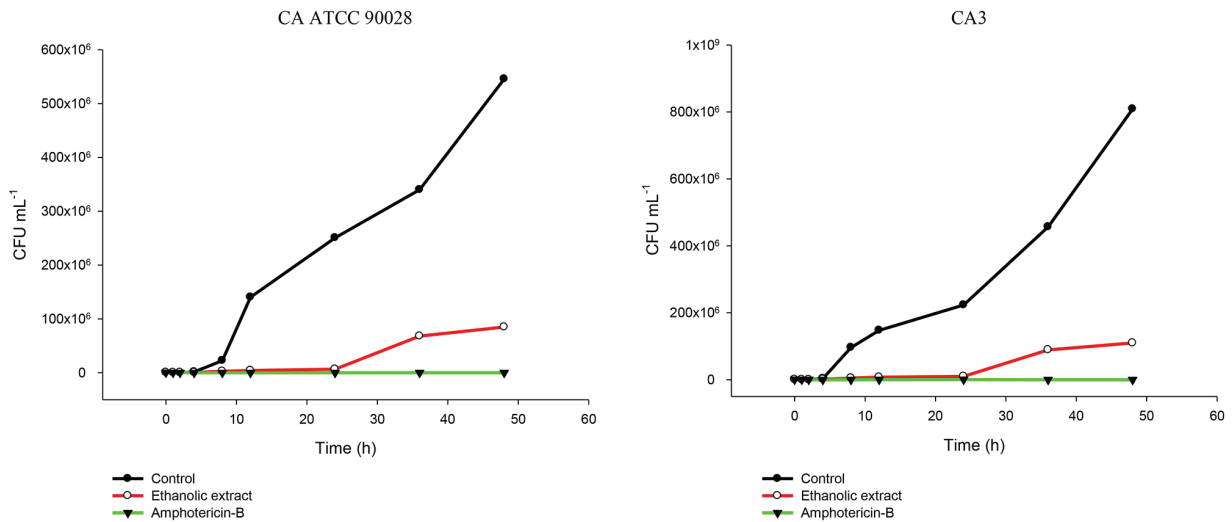 CA ATCC 90028
600x10⁶
500x10⁶
400x10⁶
300x10⁶
200x10⁶
100x10⁶
0
CFU mL⁻¹
0 10 20 30 40 50 60
Time (h)
Control
Ethanolic extract
Amphotericin-B
CA3
1x10⁹
800x10⁶
600x10⁶
400x10⁶
200x10⁶
0
CFU mL⁻¹
0 10 20 30 40 50 60
Time (h)
Control
Ethanolic extract
Amphotericin-B